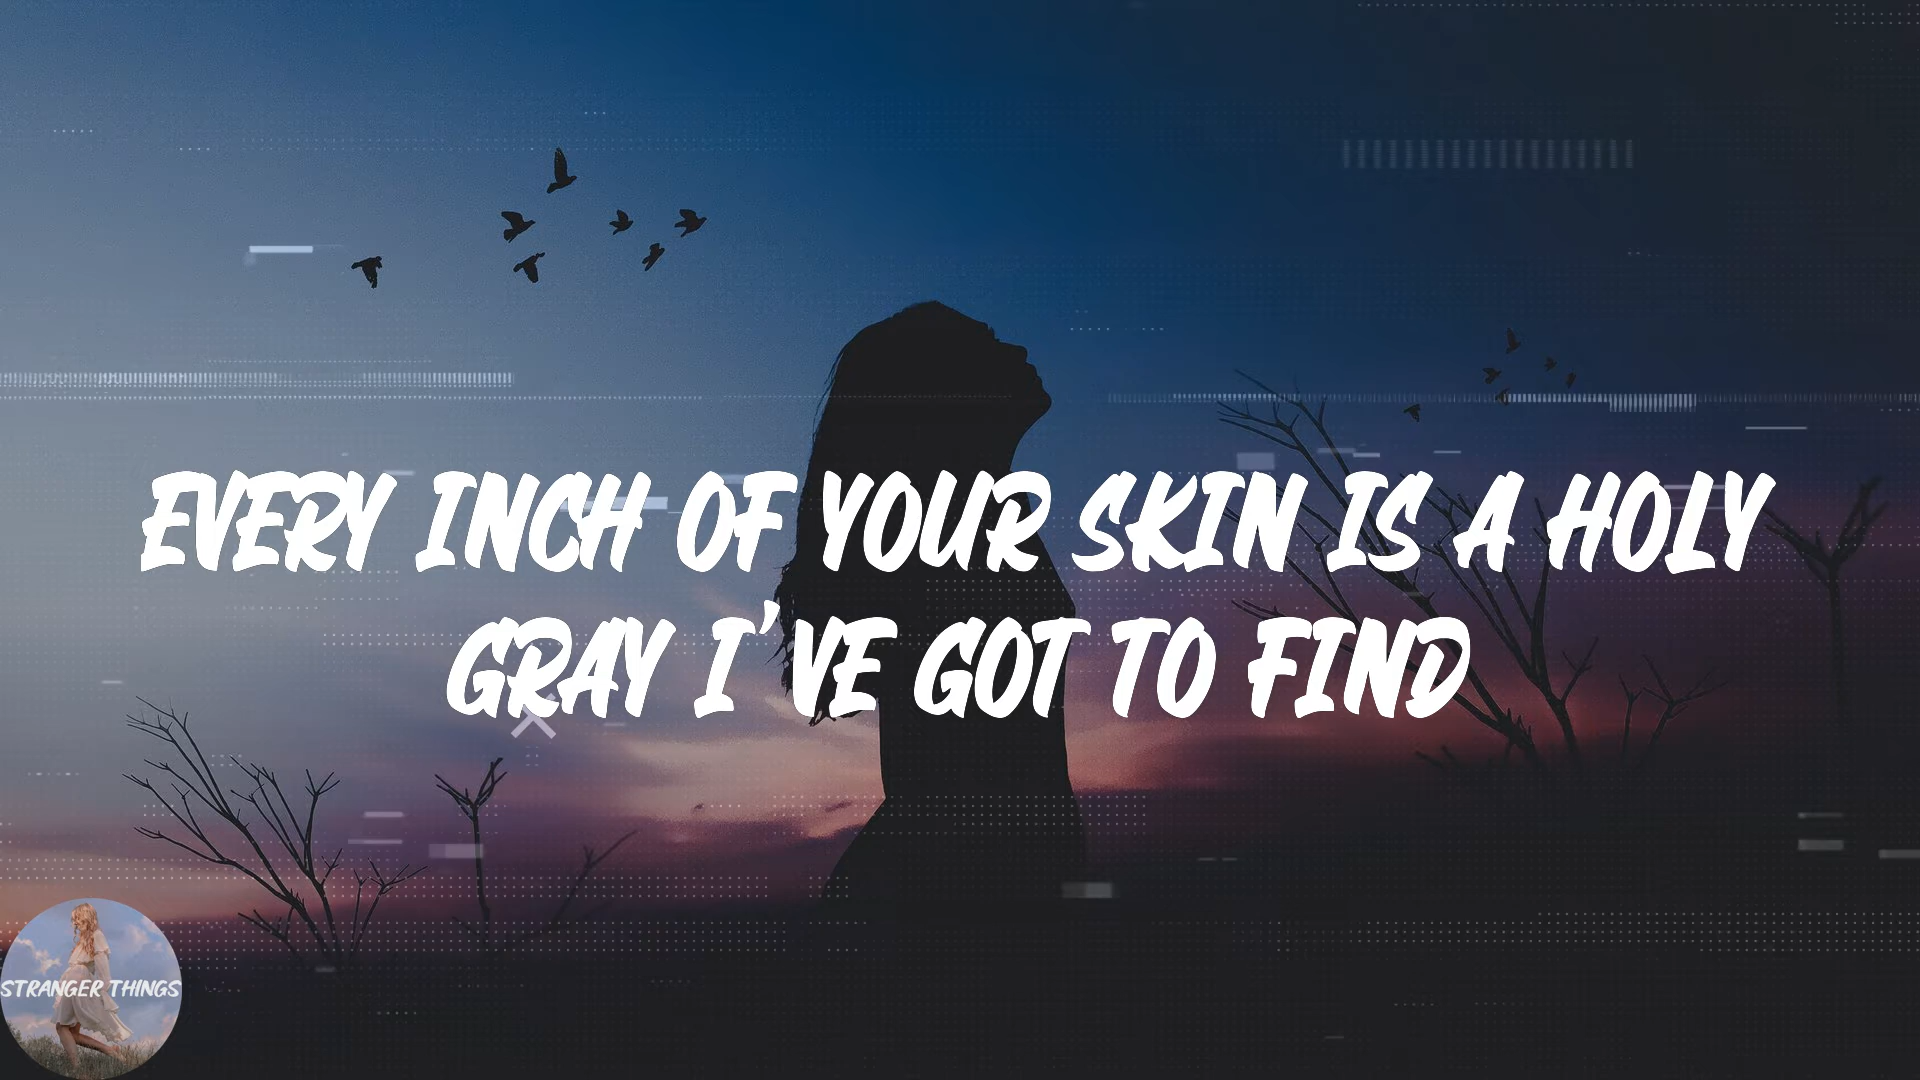 EVERY INCH OF YOUR SKIN IS A HOLY
GRAY I'VE GOT TO FIND
STRANGER THINGS